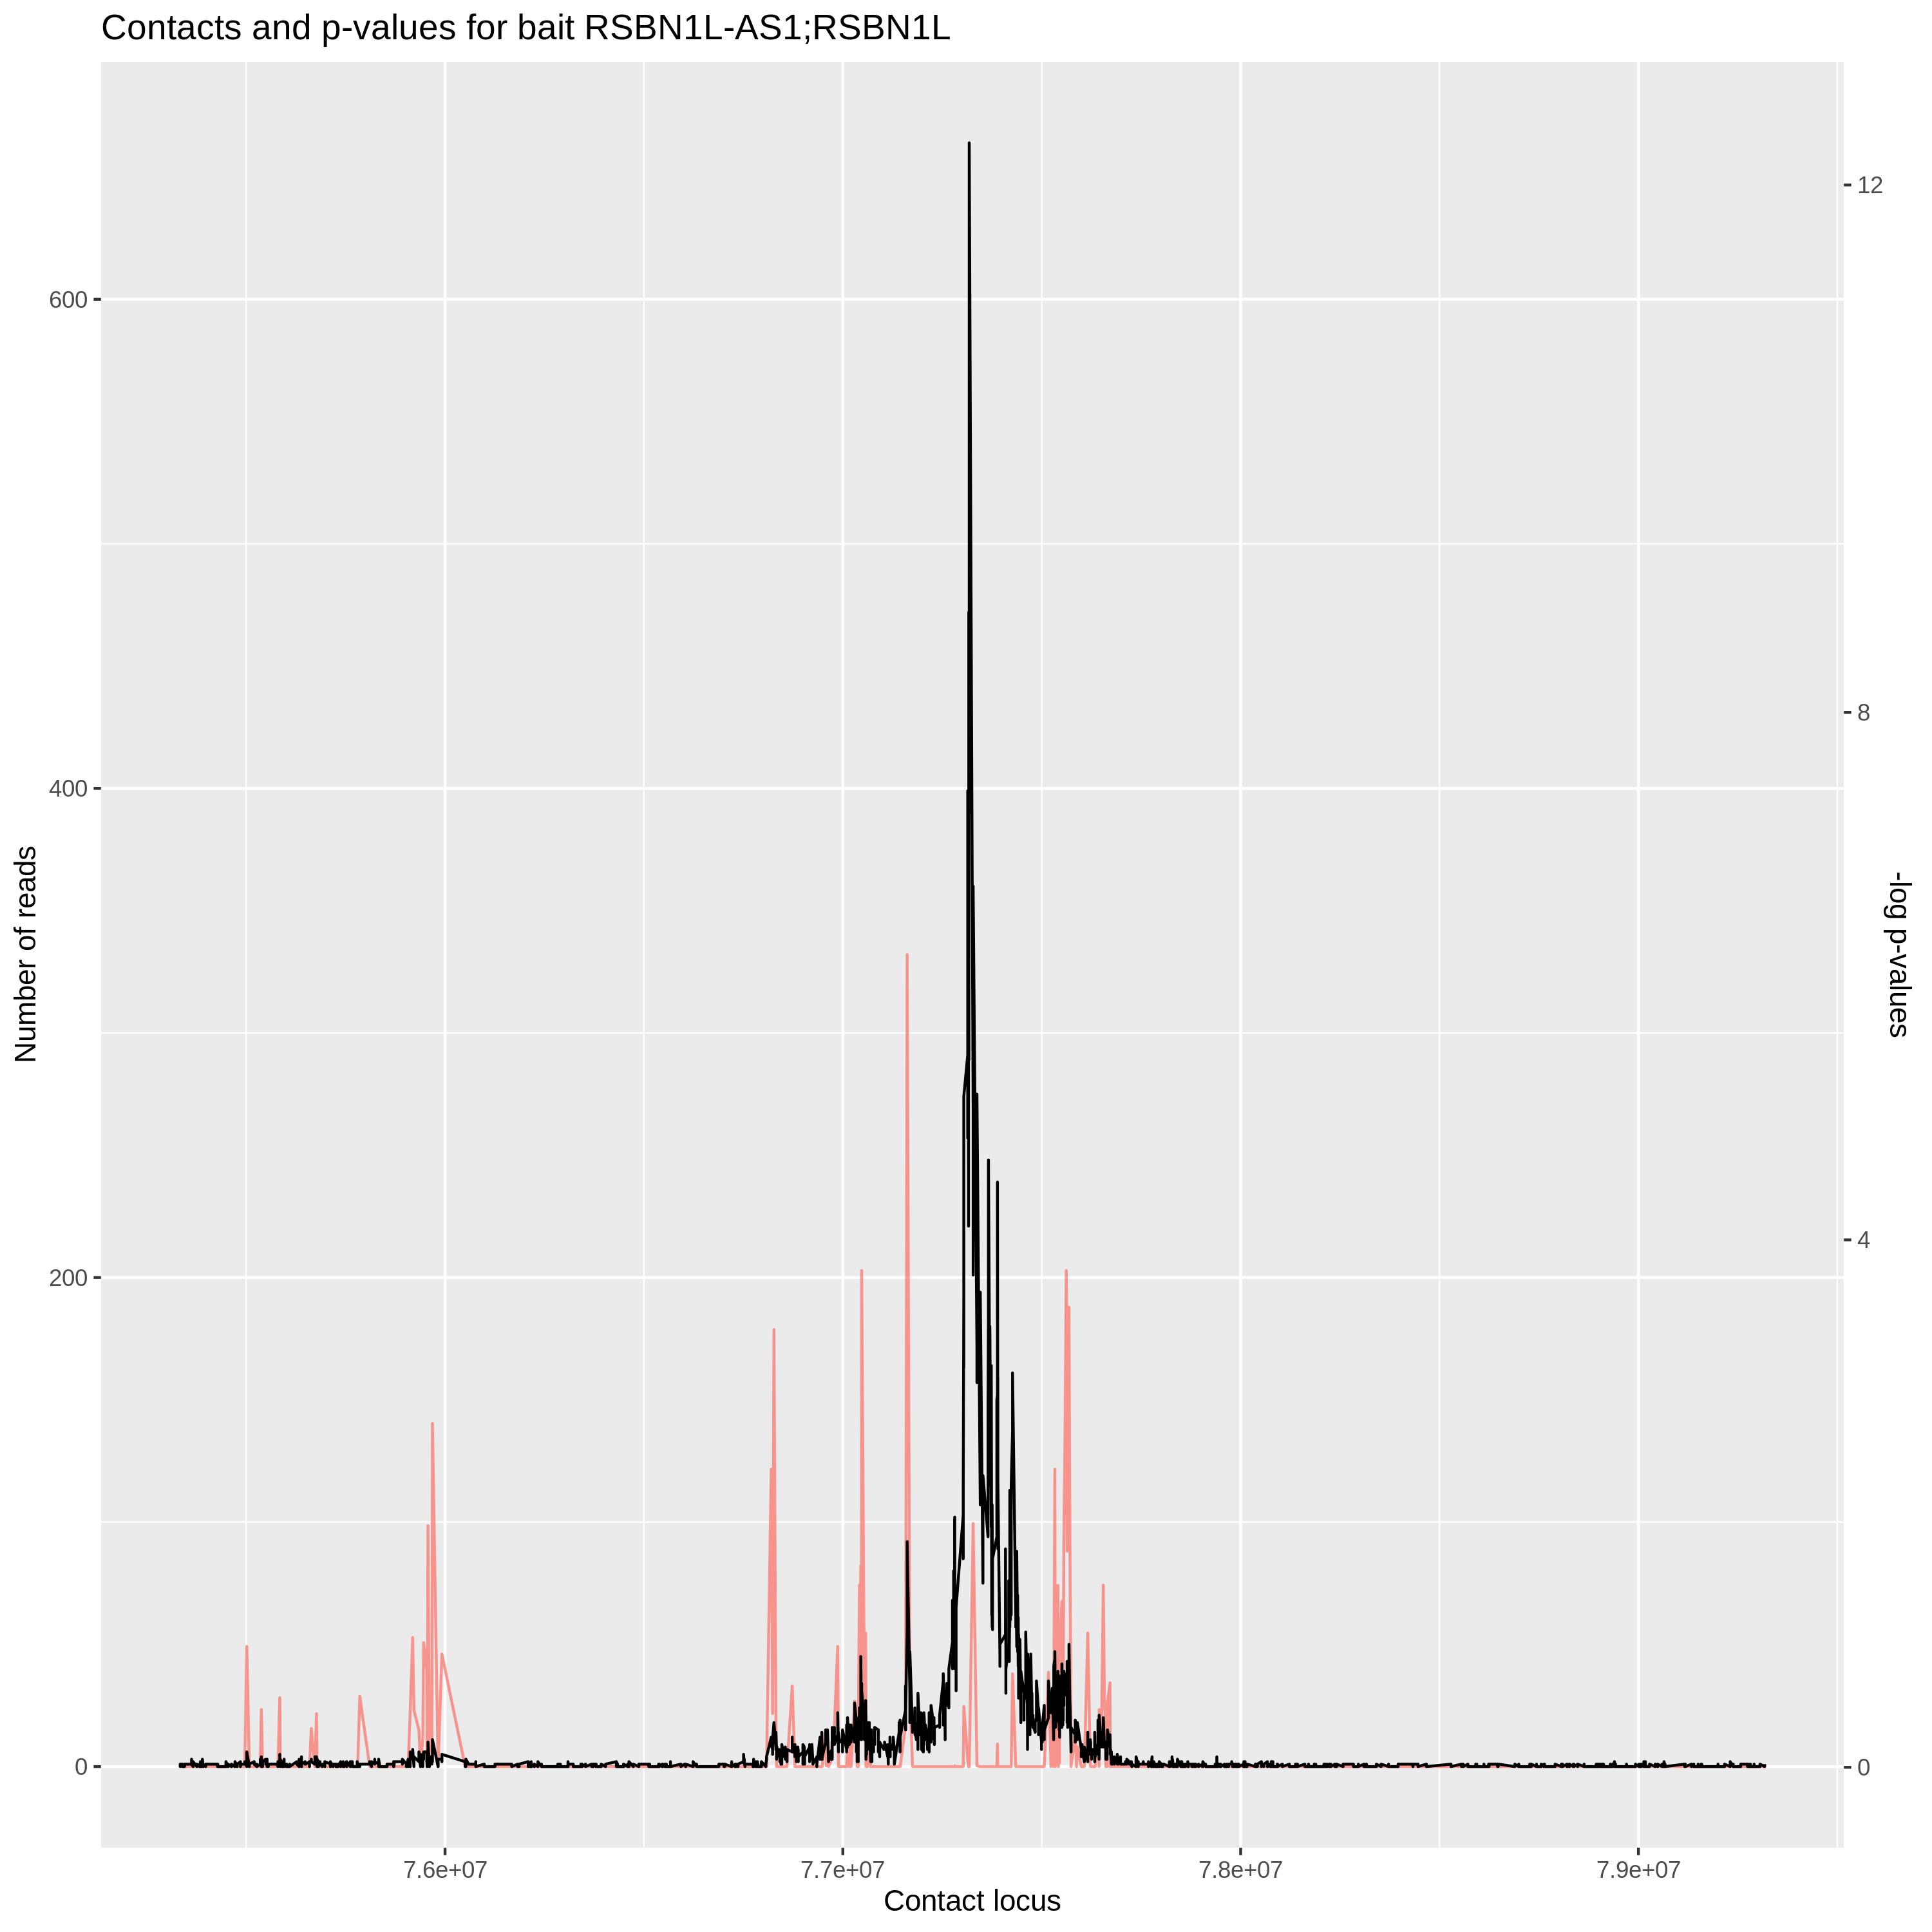 Contacts and p-values for bait RSBN1L-AS1;RSBN1L
12
600
8
400
Number of reads
-log p-values
4
200
0
0
7.6e+07
7.7e+07
7.8e+07
7.9e+07
Contact locus